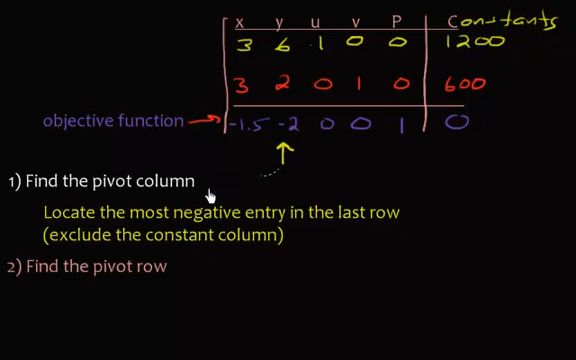 x y u v P Constants
3 6 1 0 0 1200
3 2 0 1 0 600
objective function -1.5 -2 0 0 1 0
1) Find the pivot column
Locate the most negative entry in the last row
(exclude the constant column)
2) Find the pivot row